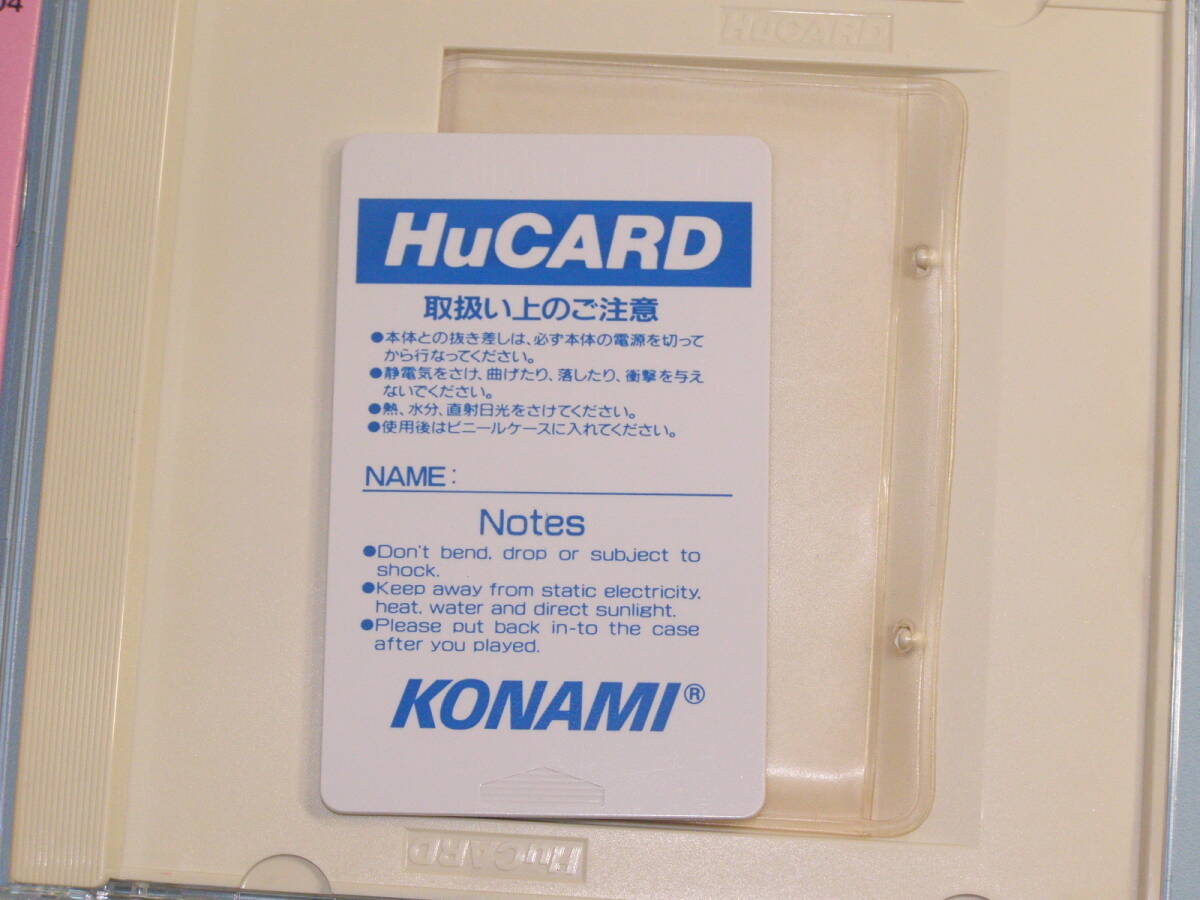 04
HuCARD
HuCARD
取扱い上のご注意
●本体との抜き差しは、必ず本体の電源を切って
から行なってください。
●静電気をさけ、曲げたり、落したり、衝撃を与え
ないでください。
●熱、水分、直射日光をさけてください。
●使用後はビニールケースに入れてください。
NAME:
Notes
●Don't bend, drop or subject to
shock.
●Keep away from static electricity,
heat, water and direct sunlight.
●Please put back in-to the case
after you played.
KONAMI®
HuCARD